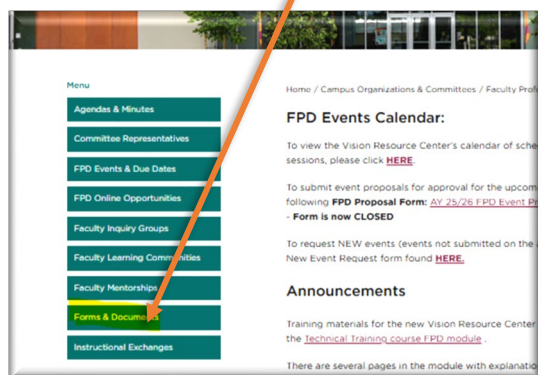 Menu
Agendas & Minutes
Committee Representatives
FPD Events & Due Dates
FPD Online Opportunities
Faculty Inquiry Groups
Faculty Learning Communities
Faculty Mentorships
Forms & Documents
Instructional Exchanges
Home / Campus Organizations & Committees / Faculty Prof
FPD Events Calendar:
To view the Vision Resource Center's calendar of sche
sessions, please click HERE.
To submit event proposals for approval for the upcom
following FPD Proposal Form: AY 25/26 FPD Event Pr
- Form is now CLOSED
To request NEW events (events not submitted on the
New Event Request form found HERE.
Announcements
Training materials for the new Vision Resource Center
the Technical Training course FPD module .
There are several pages in the module with explanatio